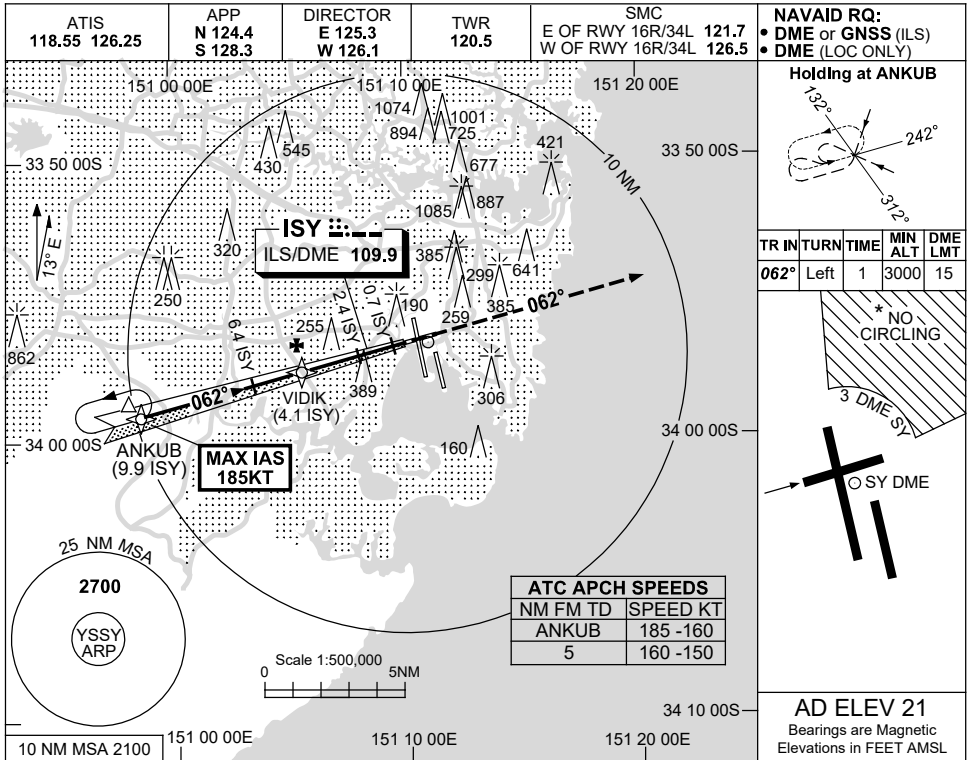 ATIS
118.55 126.25
APP
N 124.4
S 128.3
DIRECTOR
E 125.3
W 126.1
TWR
120.5
SMC
E OF RWY 16R/34L 121.7
W OF RWY 16R/34L 126.5
NAVAID RQ:
• DME or GNSS (ILS)
• DME (LOC ONLY)
151 00 00E
151 10 00E
151 20 00E
1074
1001
894
725
545
430
421
33 50 00S
33 50 00S
677
10 NM
887
1085
13° E
320
ISY
ILS/DME 109.9
385
299
641
250
190
259
385
062°
862
6.4 ISY
255
2.4 ISY
0.7 ISY
389
306
062°
VIDIK
(4.1 ISY)
160
34 00 00S
34 00 00S
ANKUB
(9.9 ISY)
MAX IAS
185KT
25 NM MSA
2700
YSSY
ARP
Scale 1:500,000
0 5NM
ATC APCH SPEEDS
NM FM TD SPEED KT
ANKUB 185 -160
5 160 -150
34 10 00S
10 NM MSA 2100
151 00 00E
151 10 00E
151 20 00E
Holding at ANKUB
132°
242°
312°
TR IN TURN TIME MIN ALT DME LMT
062° Left 1 3000 15
* NO
CIRCLING
3 DME SY
SY DME
AD ELEV 21
Bearings are Magnetic
Elevations in FEET AMSL